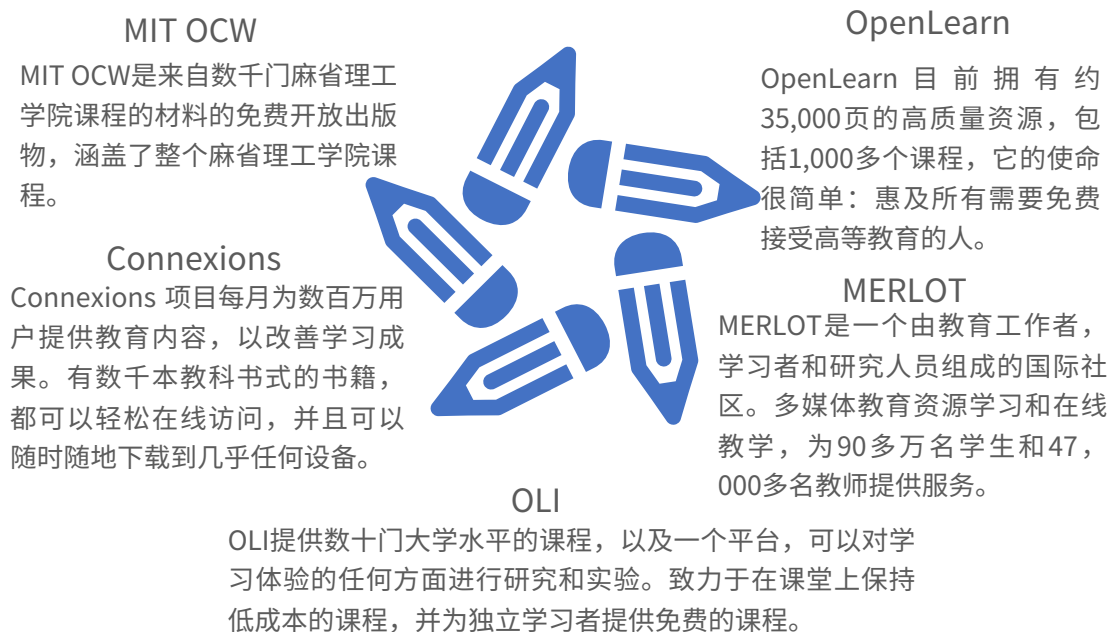 MIT OCW
MIT OCW是来自数千门麻省理工
学院课程的材料的免费开放出版
物，涵盖了整个麻省理工学院课
程。
OpenLearn
OpenLearn 目前拥有约
35,000页的高质量资源，包
括1,000多个课程，它的使命
很简单：惠及所有需要免费
接受高等教育的人。
Connexions
Connexions 项目每月为数百万用
户提供教育内容，以改善学习成
果。有数千本教科书式的书籍，
都可以轻松在线访问，并且可以
随时随地下载到几乎任何设备。
MERLOT
MERLOT是一个由教育工作者，
学习者和研究人员组成的国际社
区。多媒体教育资源学习和在线
教学，为90多万名学生和47，
000多名教师提供服务。
OLI
OLI提供数十门大学水平的课程，以及一个平台，可以对学
习体验的任何方面进行研究和实验。致力于在课堂上保持
低成本的课程，并为独立学习者提供免费的课程。